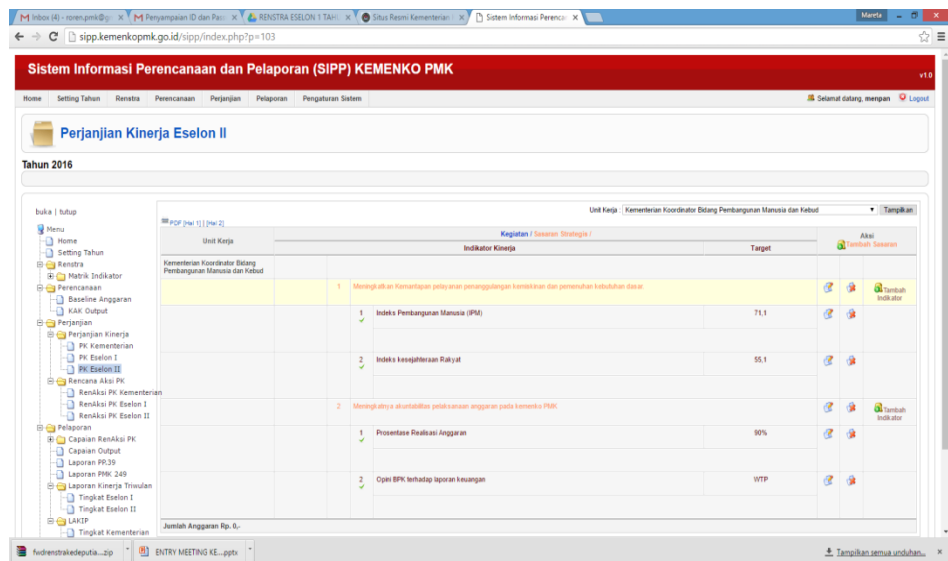 Inbox (4) - roren.pmk@g
Penyampaian ID dan Pass
RENSTRA ESELON 1 TAH
Situs Resmi Kementerian
Sistem Informasi Perenca
Mareta
sipp.kemenkopmk.go.id/sipp/index.php?p=103
Sistem Informasi Perencanaan dan Pelaporan (SIPP) KEMENKO PMK
v1.0
Home Setting Tahun Renstra Perencanaan Perjanjian Pelaporan Pengaturan Sistem
Selamat datang, menpan Logout
Perjanjian Kinerja Eselon II
Tahun 2016
buka | tutup
Menu
Home
Setting Tahun
Renstra
Matrik Indikator
Perencanaan
Baseline Anggaran
KAK Output
Perjanjian
Perjanjian Kinerja
PK Kementerian
PK Eselon I
PK Eselon II
Rencana Aksi PK
RenAksi PK Kementerian
RenAksi PK Eselon I
RenAksi PK Eselon II
Pelaporan
Capaian RenAksi PK
Capaian Output
Laporan PP.39
Laporan PMK 249
Laporan Kinerja Triwulan
Tingkat Eselon I
Tingkat Eselon II
LAKIP
Tingkat Kementerian
Unit Kerja : Kementerian Koordinator Bidang Pembangunan Manusia dan Kebud
Tampilkan
PDF [Hal 1] | [Hal 2]
Unit Kerja
Kegiatan / Sasaran Strategis /
Indikator Kinerja
Target
Aksi
Tambah Sasaran
Kementerian Koordinator Bidang
Pembangunan Manusia dan Kebud
1 Meningkatkan Kemantapan pelayanan penanggulangan kemiskinan dan pemenuhan kebutuhan dasar
Tambah
Indikator
1 Indeks Pembangunan Manusia (IPM) 71,1
2 Indeks kesejahteraan Rakyat 55,1
2 Meningkatnya akuntabilitas pelaksanaan anggaran pada kemenko PMK
Tambah
Indikator
1 Prosentase Realisasi Anggaran 90%
2 Opini BPK terhadap laporan keuangan WTP
Jumlah Anggaran Rp. 0,-
fwdrenstrakedeputia....zip
ENTRY MEETING KE....pptx
Tampilkan semua unduhan...